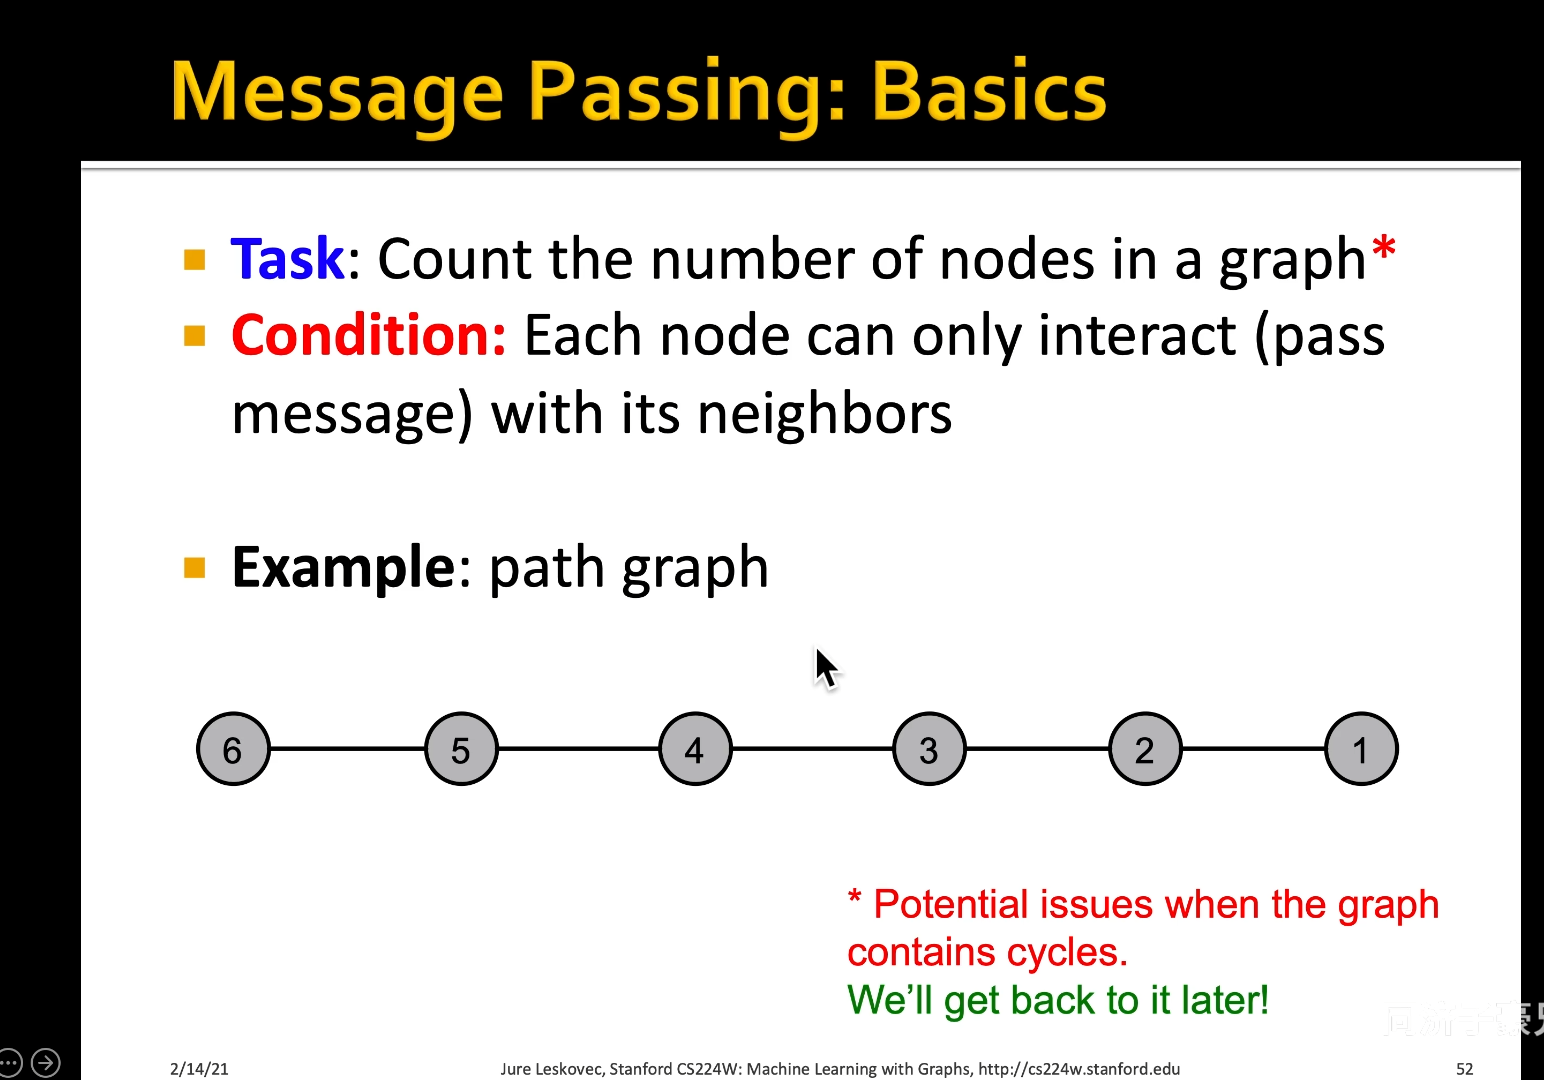 Message Passing: Basics
Task: Count the number of nodes in a graph*
Condition: Each node can only interact (pass
message) with its neighbors
Example: path graph
6 5 4 3 2 1
* Potential issues when the graph
contains cycles.
We'll get back to it later!
2/14/21 Jure Leskovec, Stanford CS224W: Machine Learning with Graphs, http://cs224w.stanford.edu 52